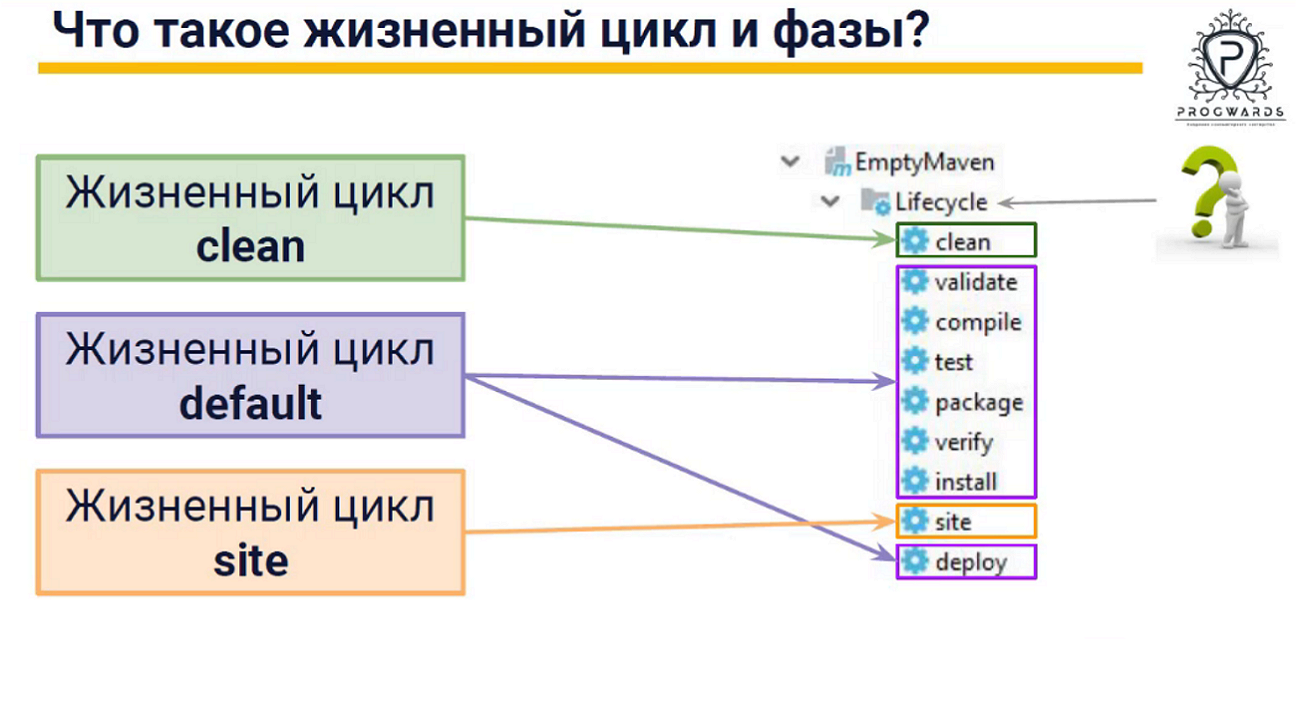 Что такое жизненный цикл и фазы?
PROGWARDS
Жизненный цикл
clean
Жизненный цикл
default
Жизненный цикл
site
EmptyMaven
Lifecycle
clean
validate
compile
test
package
verify
install
site
deploy